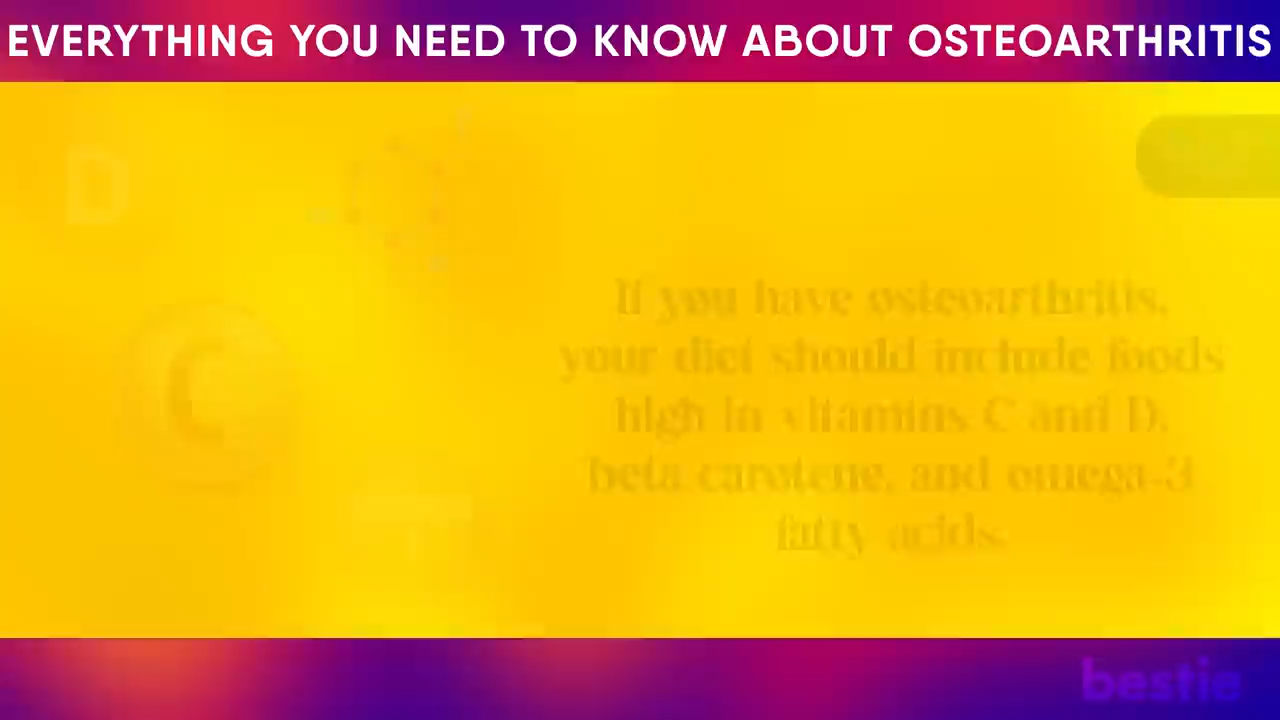 EVERYTHING YOU NEED TO KNOW ABOUT OSTEOARTHRITIS
D
C
If you have osteoarthritis,
your diet should include foods
high in vitamins C and D,
beta carotene, and omega-3
fatty acids.
bestie